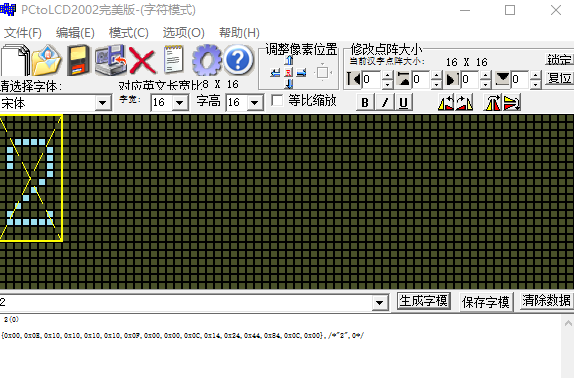 PCtoLCD2002完美版-(字符模式)
文件(F) 编辑(E) 模式(C) 选项(O) 帮助(H)
调整像素位置 修改点阵大小
当前汉字点阵大小: 16 X 16 锁定
0 0 0 0 复位
请选择字体: 对应英文长宽比8 X 16
宋体 字宽: 16 字高 16 等比缩放 B I U
2 生成字模 保存字模 清除数据
2(0)
{0x00,0x0E,0x10,0x10,0x10,0x10,0x0F,0x00,0x00,0x0C,0x14,0x24,0x44,0x84,0x0C,0x00},/*"2",0*/